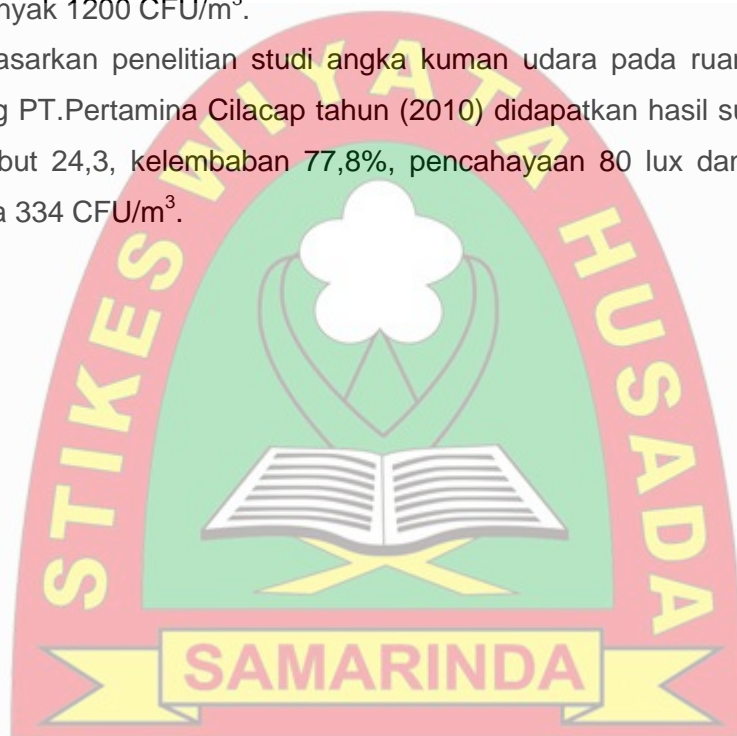 nyak 1200 CFU/m³.
asarkan penelitian studi angka kuman udara pada ruan
g PT.Pertamina Cilacap tahun (2010) didapatkan hasil su
but 24,3, kelembaban 77,8%, pencahayaan 80 lux dan
a 334 CFU/m³.
STIKES WIYATA HUSADA
SAMARINDA